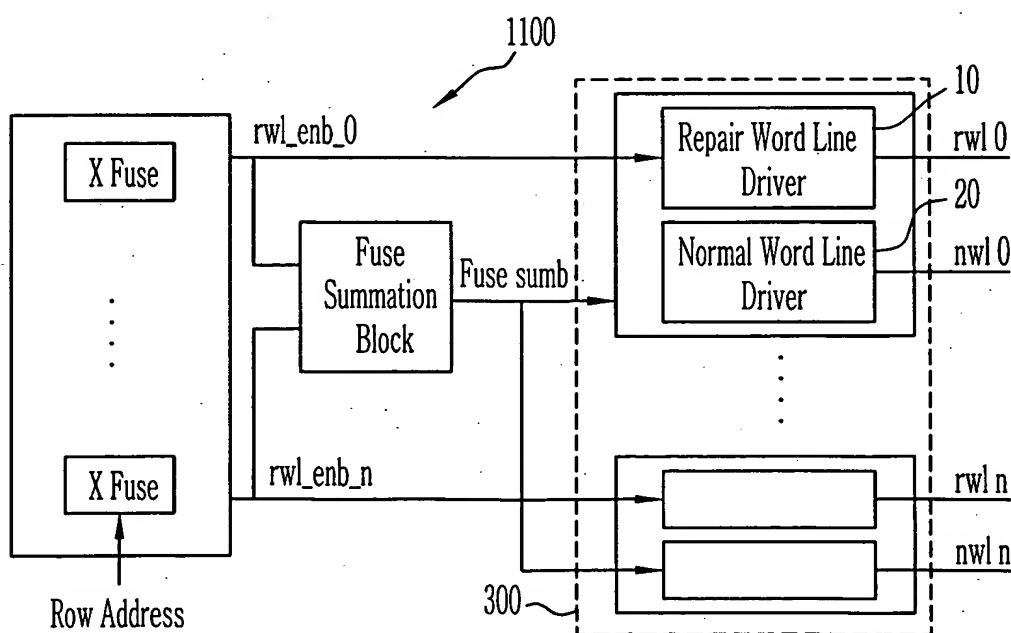 1100
10
rwl_enb_0
X Fuse
Repair Word Line
Driver
rwl 0
20
Fuse
Summation
Block
Fuse sumb
Normal Word Line
Driver
nwl 0
X Fuse
rwl_enb_n
rwl n
nwl n
300
Row Address